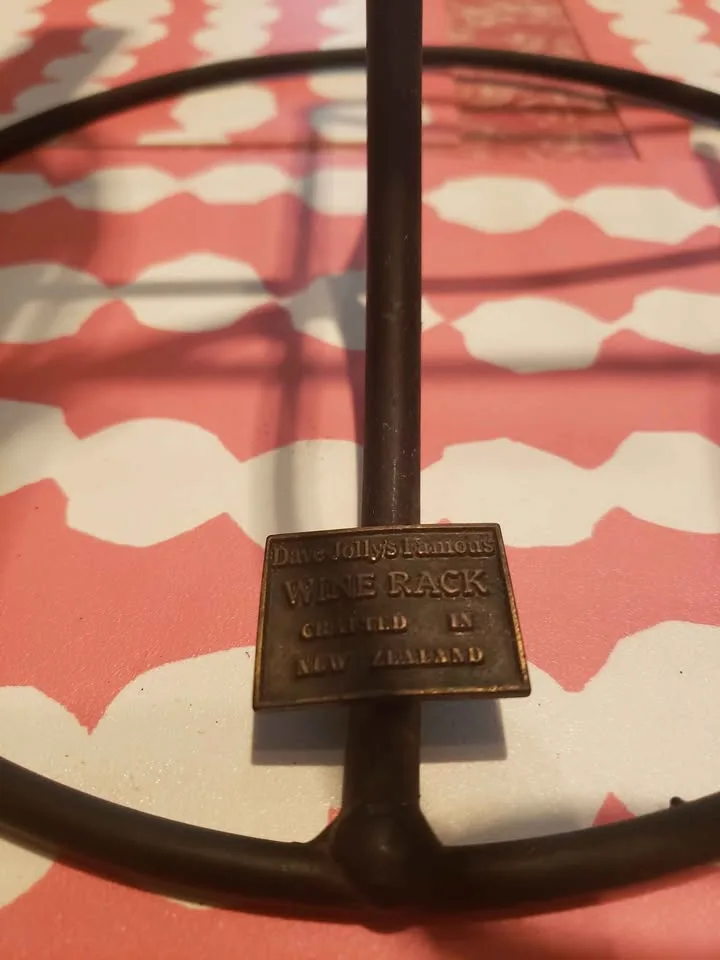 Dave Jolly's Famous
WINE RACK
CRAFTED IN
NEW ZEALAND